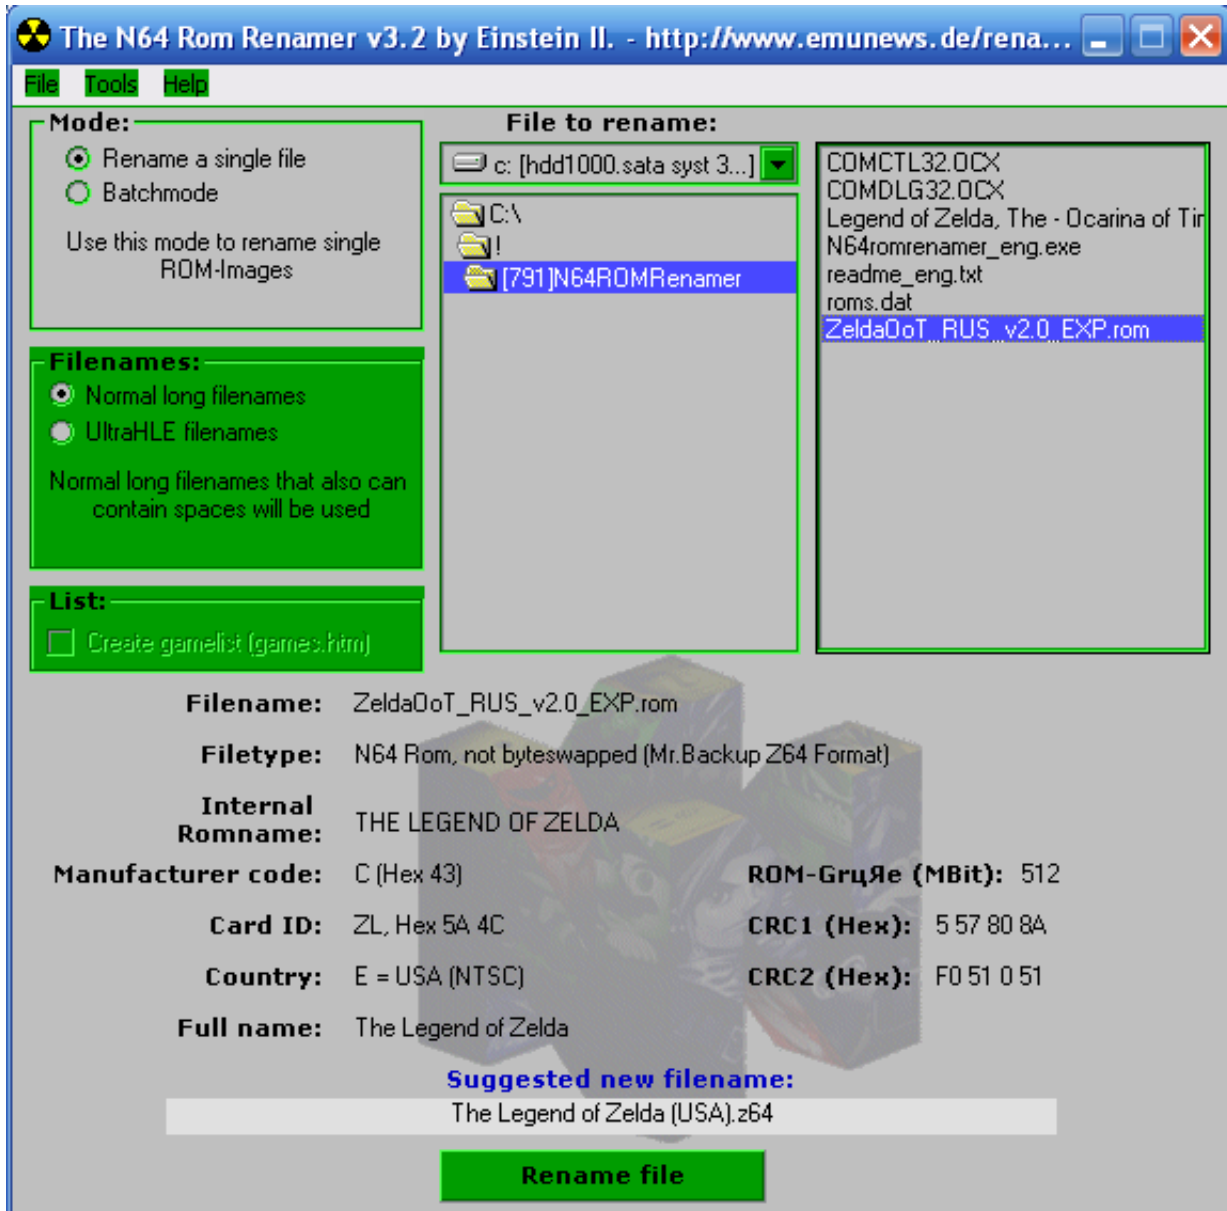 The N64 Rom Renamer v3.2 by Einstein II. - http://www.emunews.de/rena...
File Tools Help
Mode:
Rename a single file
Batchmode
Use this mode to rename single
ROM-Images
Filenames:
Normal long filenames
UltraHLE filenames
Normal long filenames that also can
contain spaces will be used
List:
Create gamelist (games.htm)
File to rename:
c: [hdd1000.sata syst 3...]
C:\
!
[791]N64ROMRenamer
COMCTL32.OCX
COMDLG32.OCX
Legend of Zelda, The - Ocarina of Tir
N64romrenamer_eng.exe
readme_eng.txt
roms.dat
ZeldaOoT_RUS_v2.0_EXP.rom
Filename: ZeldaOoT_RUS_v2.0_EXP.rom
Filetype: N64 Rom, not byteswapped (Mr.Backup Z64 Format)
Internal
Romname: THE LEGEND OF ZELDA
Manufacturer code: C (Hex 43)
ROM-GrцЯe (MBit): 512
Card ID: ZL, Hex 5A 4C
CRC1 (Hex): 5 57 80 8A
Country: E = USA (NTSC)
CRC2 (Hex): F0 51 0 51
Full name: The Legend of Zelda
Suggested new filename:
The Legend of Zelda (USA).z64
Rename file